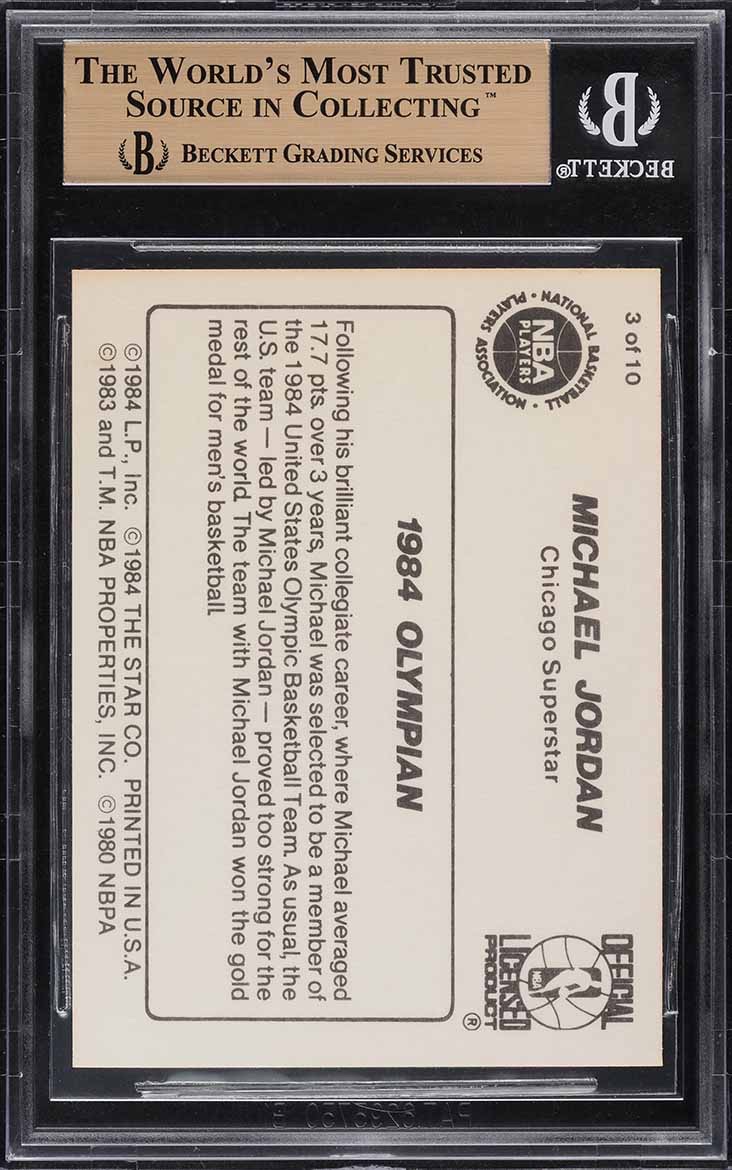 THE WORLD'S MOST TRUSTED
SOURCE IN COLLECTING™
B BECKETT GRADING SERVICES
B
BECKETT®
3 of 10
NATIONAL BASKETBALL
PLAYERS ASSOCIATION
NBA
PLAYERS
MICHAEL JORDAN
Chicago Superstar
OFFICIAL
NBA
LICENSED
PRODUCT
®
1984 OLYMPIAN
Following his brilliant collegiate career, where Michael averaged
17.7 pts. over 3 years, Michael was selected to be a member of
the 1984 United States Olympic Basketball Team. As usual, the
U.S. team — led by Michael Jordan — proved too strong for the
rest of the world. The team with Michael Jordan won the gold
medal for men's basketball.
©1984 L.P., Inc. ©1984 THE STAR CO. PRINTED IN U.S.A.
©1983 and T.M. NBA PROPERTIES, INC. ©1980 NBPA